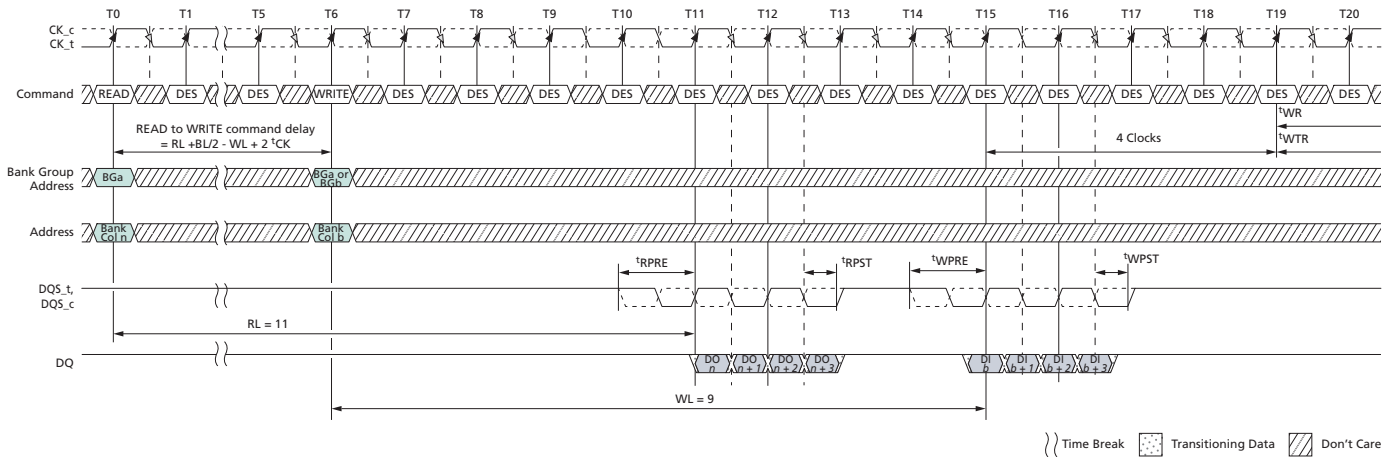 T0 T1 T5 T6 T7 T8 T9 T10 T11 T12 T13 T14 T15 T16 T17 T18 T19 T20
CK_c
CK_t
Command READ DES DES WRITE DES DES DES DES DES DES DES DES DES DES DES DES DES DES
tWR
READ to WRITE command delay
= RL +BL/2 - WL + 2 tCK
4 Clocks tWTR
Bank Group
Address BGa BGa or
BGb
Address Bank
Col n Bank
Col b
tRPRE tRPST tWPRE tWPST
DQS_t,
DQS_c
RL = 11
DQ DO
n DO
n + 1 DO
n + 2 DO
n + 3 DI
b DI
b + 1 DI
b + 2 DI
b + 3
WL = 9
Time Break Transitioning Data Don't Care